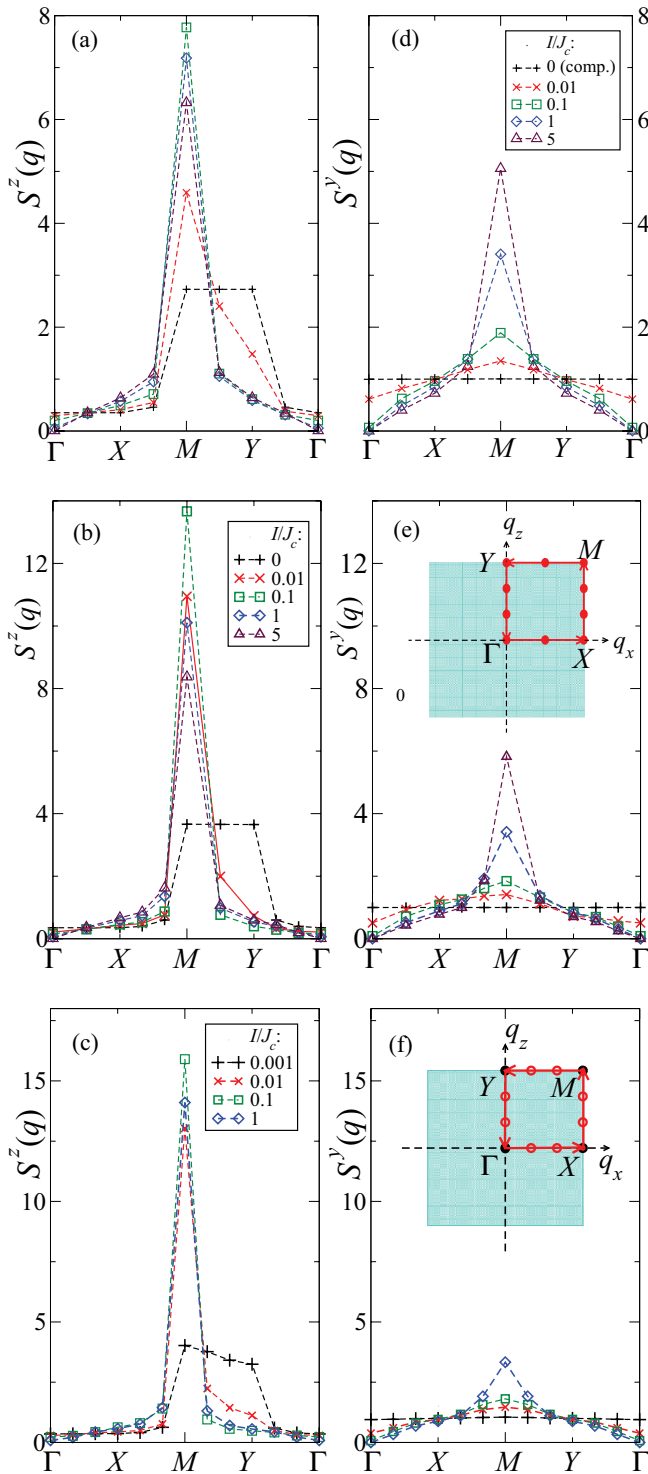 (a)
8
6
4
2
0
S^z(q)
Γ X M Y Γ
(d)
I/J_c:
0 (comp.)
0.01
0.1
1
5
8
6
4
2
0
S^y(q)
Γ X M Y Γ
(b)
I/J_c:
0
0.01
0.1
1
5
12
8
4
0
S^z(q)
Γ X M Y Γ
(e)
q_z
Y M
Γ X q_x
0
12
8
4
0
S^y(q)
Γ X M Y Γ
(c)
I/J_c:
0.001
0.01
0.1
1
15
10
5
0
S^z(q)
Γ X M Y Γ
(f)
q_z
Y M
Γ X q_x
15
10
5
0
S^y(q)
Γ X M Y Γ